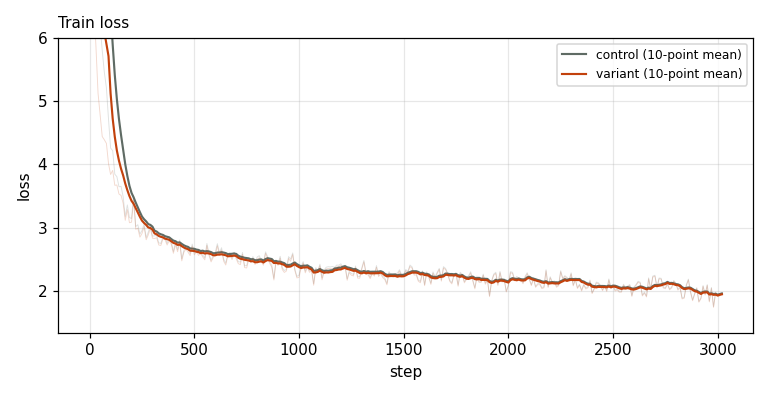 Train loss
control (10-point mean)
variant (10-point mean)
6
5
4
3
2
loss
0
500
1000
1500
2000
2500
3000
step